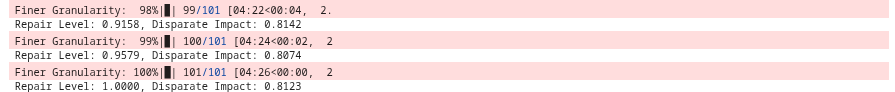 Finer Granularity:  98%|█| 99/101 [04:22<00:04,  2.
Repair Level: 0.9158, Disparate Impact: 0.8142
Finer Granularity:  99%|█| 100/101 [04:24<00:02,  2
Repair Level: 0.9579, Disparate Impact: 0.8074
Finer Granularity: 100%|█| 101/101 [04:26<00:00,  2
Repair Level: 1.0000, Disparate Impact: 0.8123